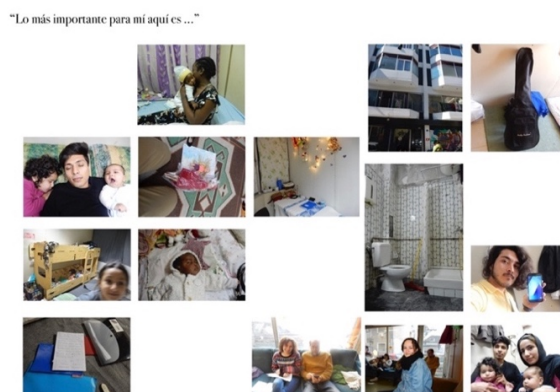 “Lo más importante para mí aquí es ...”